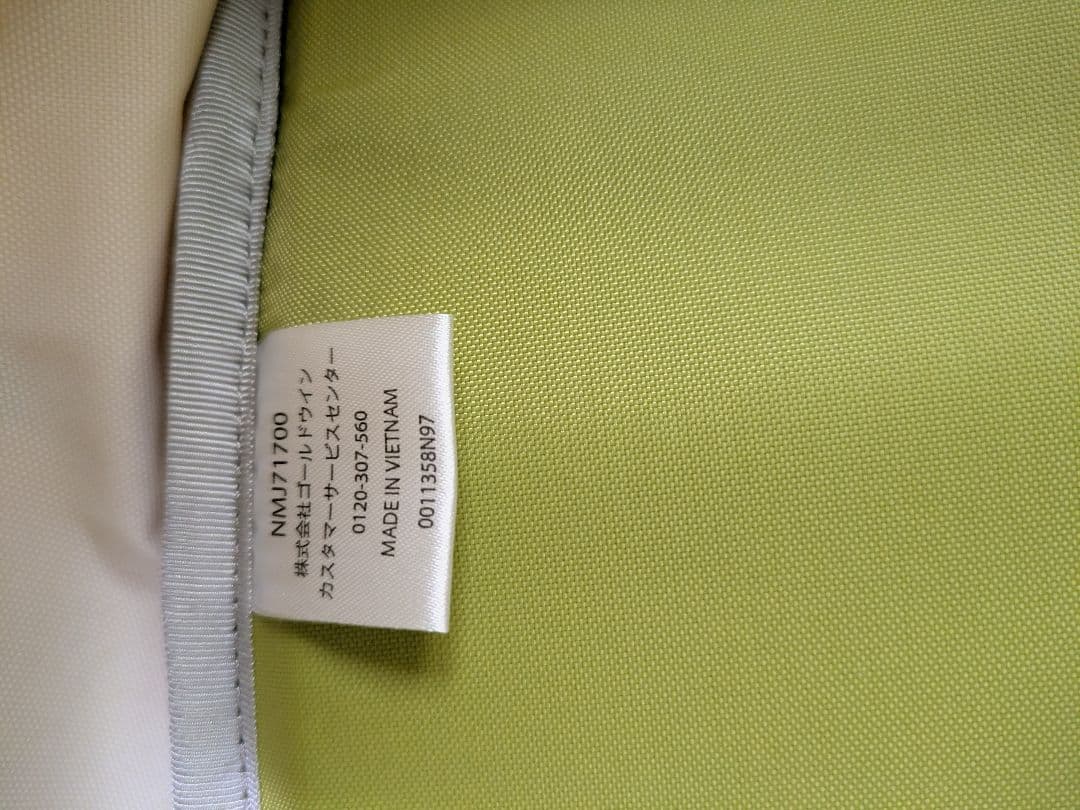 NMJ71700
株式会社ゴールドウイン
カスタマーサービスセンター
0120-307-560
MADE IN VIETNAM
0011358N97